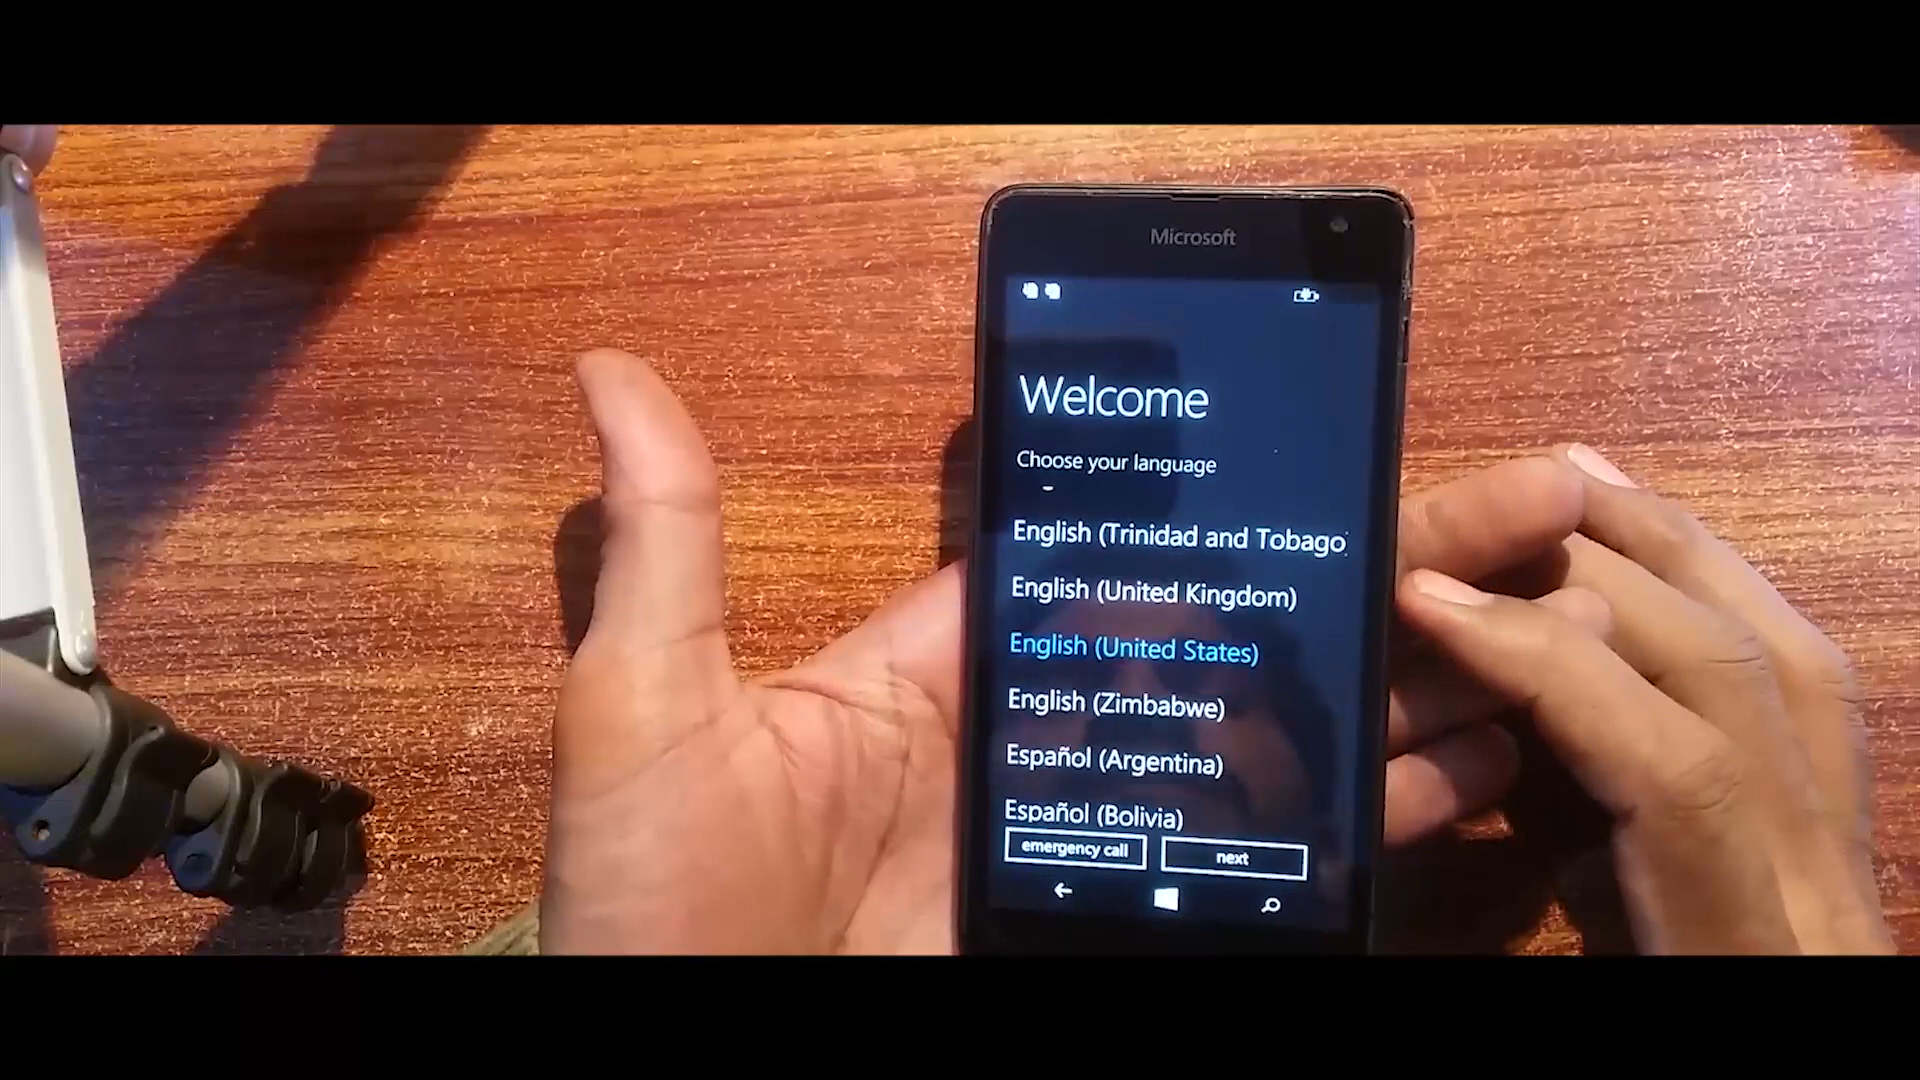 Microsoft
Welcome
Choose your language
English (Trinidad and Tobago)
English (United Kingdom)
English (United States)
English (Zimbabwe)
Español (Argentina)
Español (Bolivia)
emergency call
next